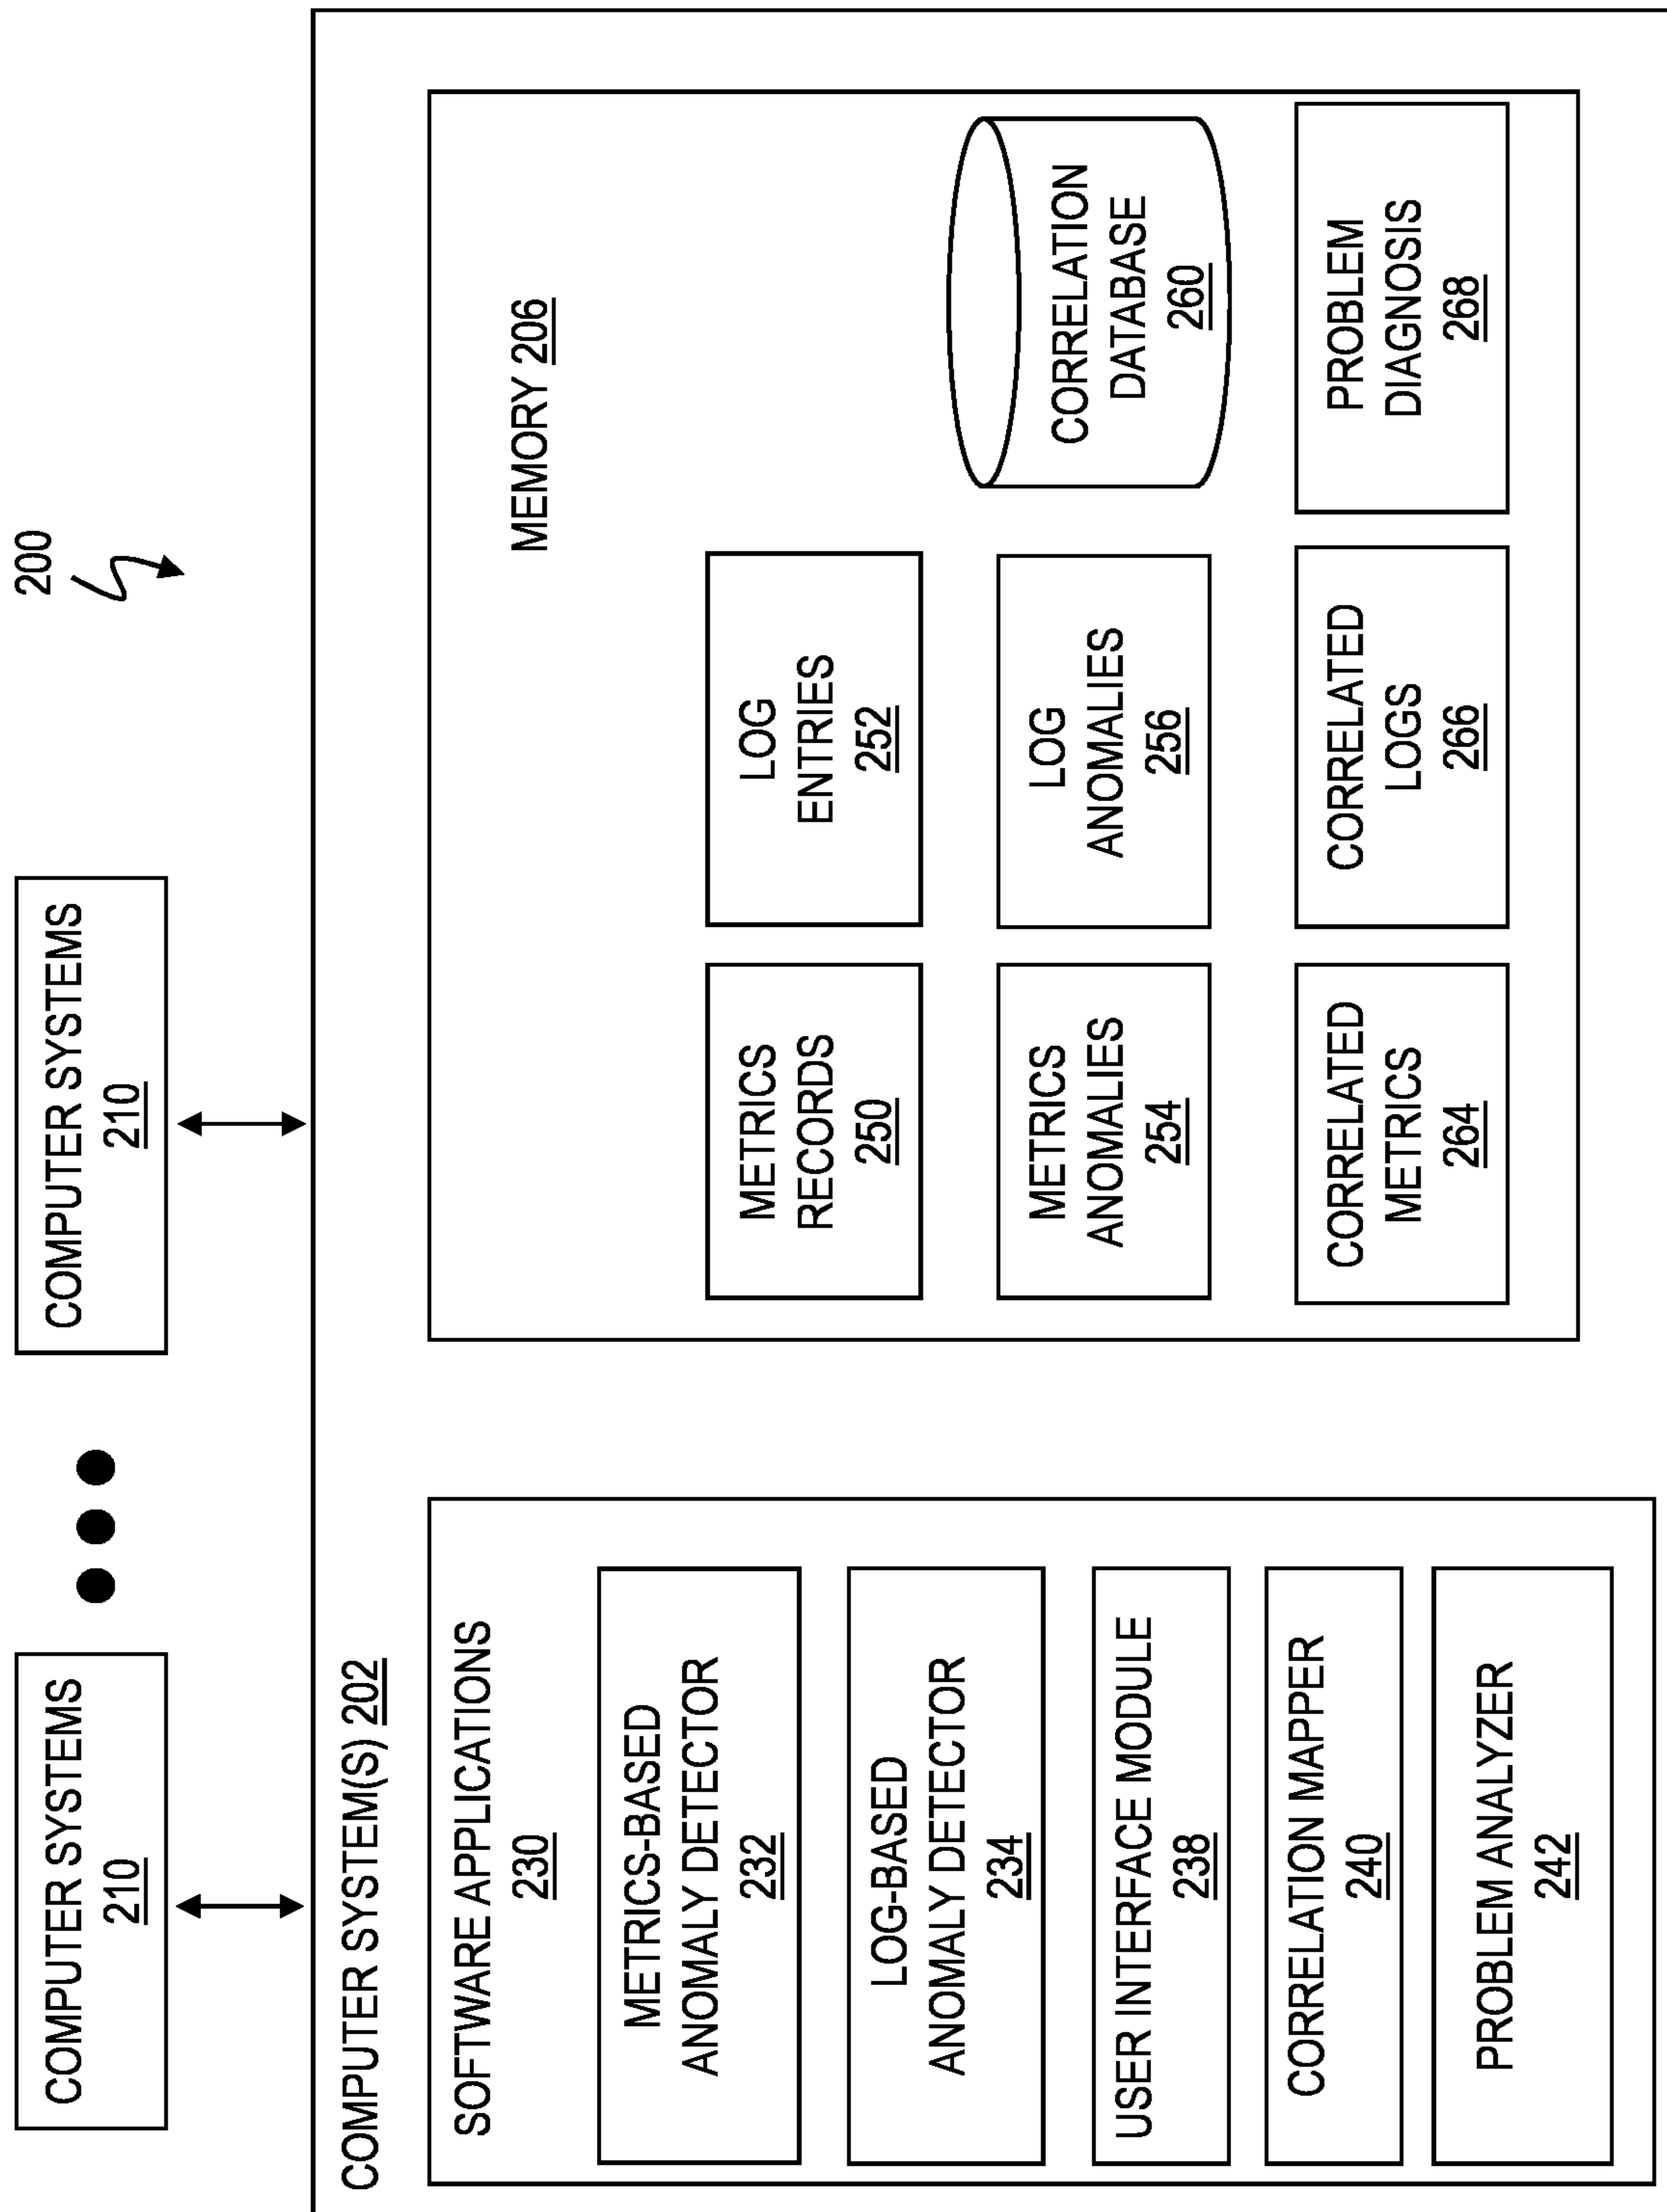 200
COMPUTER SYSTEMS
210
COMPUTER SYSTEMS
210
COMPUTER SYSTEM(S) 202
SOFTWARE APPLICATIONS
230
METRICS-BASED
ANOMALY DETECTOR
232
LOG-BASED
ANOMALY DETECTOR
234
USER INTERFACE MODULE
238
CORRELATION MAPPER
240
PROBLEM ANALYZER
242
MEMORY 206
METRICS
RECORDS
250
LOG
ENTRIES
252
METRICS
ANOMALIES
254
LOG
ANOMALIES
256
CORRELATION
DATABASE
260
CORRELATED
METRICS
264
CORRELATED
LOGS
266
PROBLEM
DIAGNOSIS
268